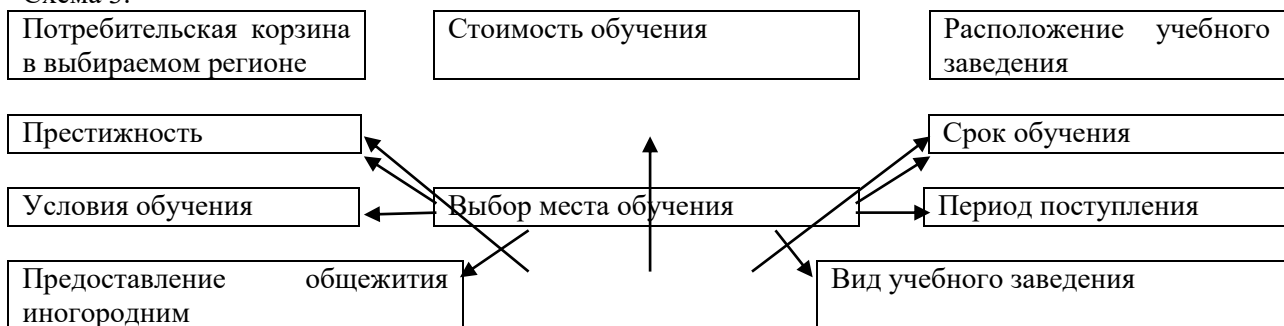 Схема 3.
Потребительская корзина
в выбираемом регионе
Стоимость обучения
Расположение учебного
заведения
Престижность
Срок обучения
Условия обучения
Выбор места обучения
Период поступления
Предоставление общежития
иногородним
Вид учебного заведения